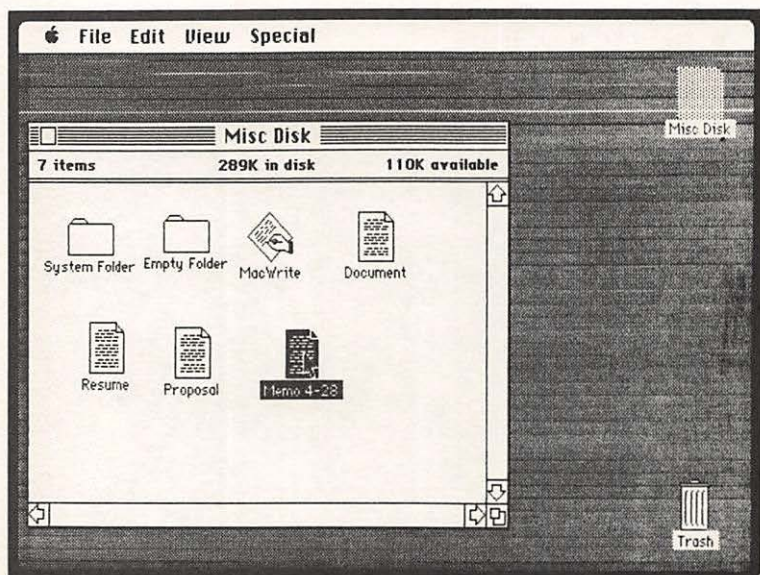 File Edit View Special
Misc Disk
Misc Disk
7 items 289K in disk 110K available
System Folder Empty Folder MacWrite Document
Resume Proposal Memo 4-28
Trash